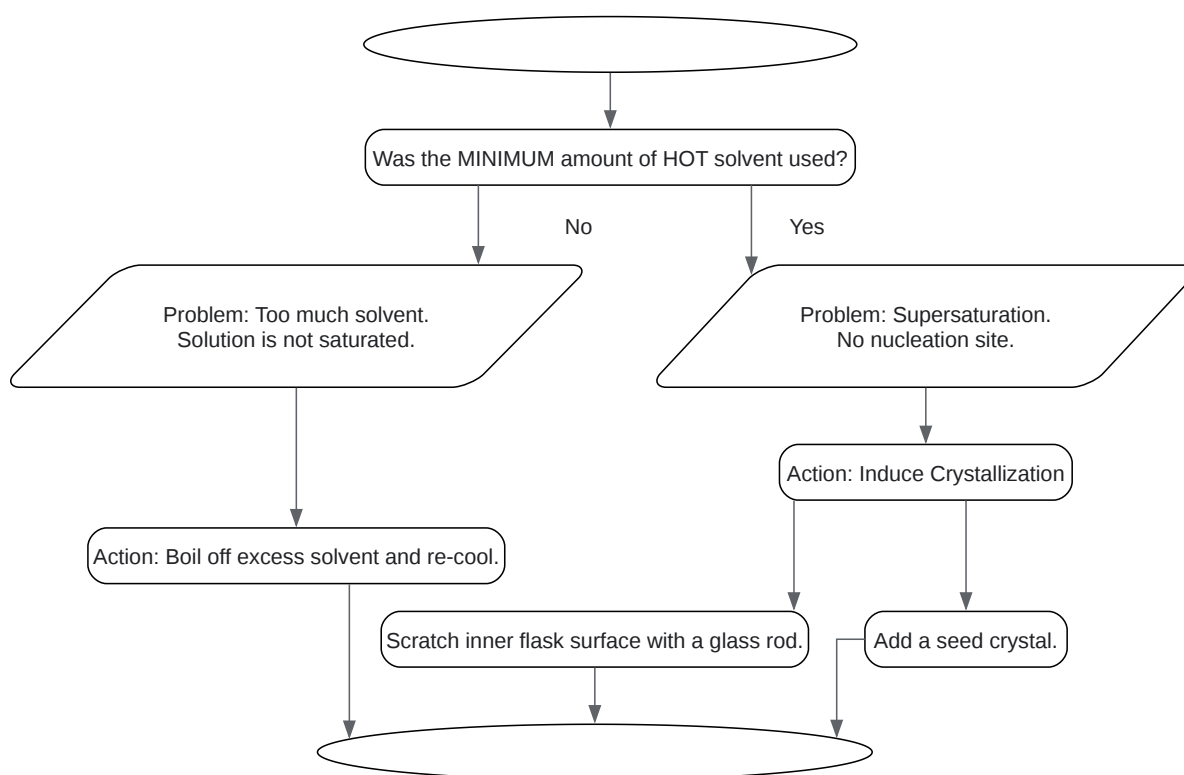 Was the MINIMUM amount of HOT solvent used?
No
Yes
Problem: Too much solvent.
Solution is not saturated.
Problem: Supersaturation.
No nucleation site.
Action: Induce Crystallization
Action: Boil off excess solvent and re-cool.
Scratch inner flask surface with a glass rod.
Add a seed crystal.